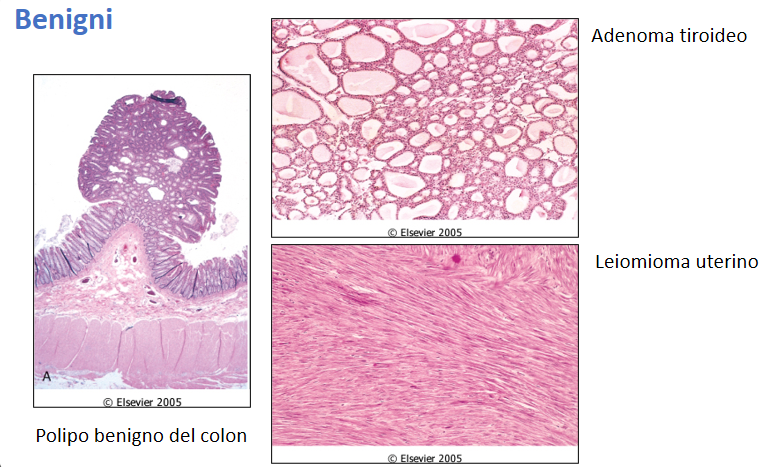 Benigni
Adenoma tiroideo
© Elsevier 2005
Leiomioma uterino
A
© Elsevier 2005
Polipo benigno del colon
© Elsevier 2005